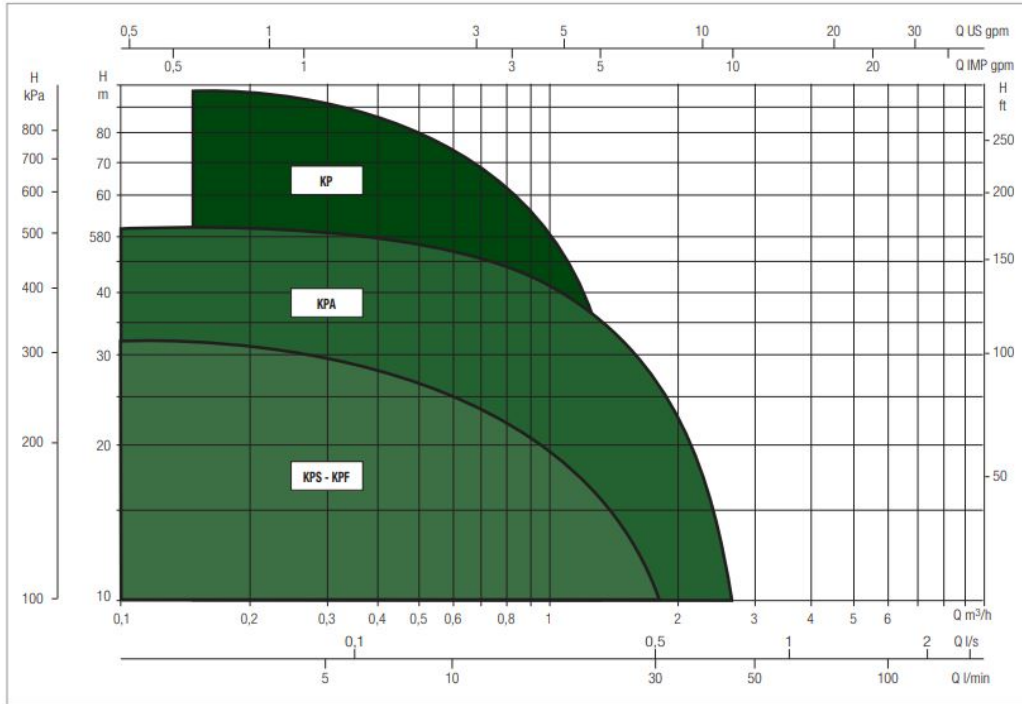 0,5 1 3 5 10 20 30 Q US gpm
0,5 1 3 5 10 20 Q IMP gpm
H H H
kPa m ft
800 80 250
700 70
600 60 200
500 580
150
400 40
300 30 100
200 20
50
100 10
KP
KPA
KPS - KPF
0,1 0,2 0,3 0,4 0,5 0,6 0,8 1 2 3 4 5 6 Q m³/h
0,1 0,5 1 2 Q l/s
5 10 30 50 100 Q l/min